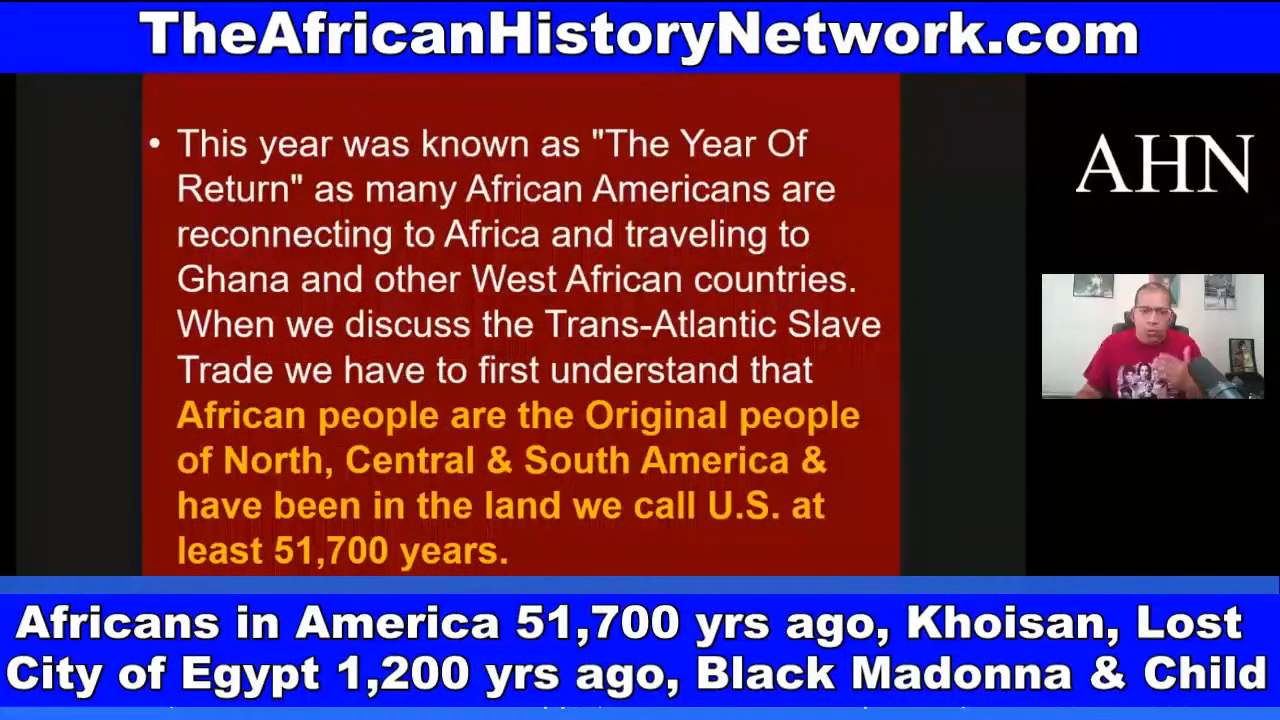 TheAfricanHistoryNetwork.com
• This year was known as "The Year Of
Return" as many African Americans are
reconnecting to Africa and traveling to
Ghana and other West African countries.
When we discuss the Trans-Atlantic Slave
Trade we have to first understand that
African people are the Original people
of North, Central & South America &
have been in the land we call U.S. at
least 51,700 years.
AHN
Africans in America 51,700 yrs ago, Khoisan, Lost
City of Egypt 1,200 yrs ago, Black Madonna & Child